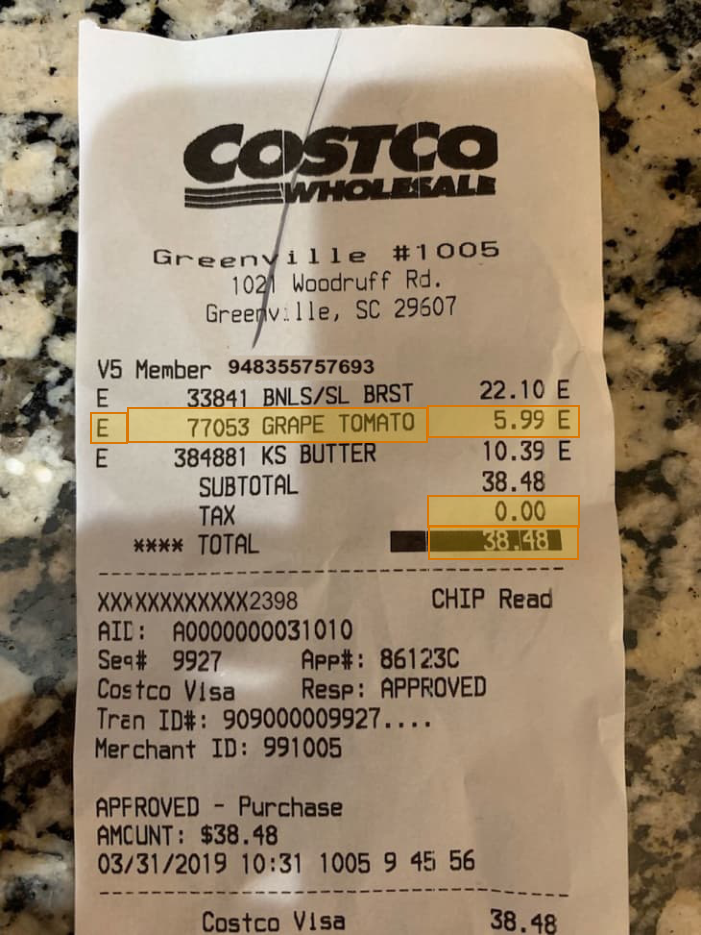 COSTCO
WHOLESALE
Greenville #1005
1021 Woodruff Rd.
Greenville, SC 29607
V5 Member 948355757693
E 33841 BNLS/SL BRST 22.10 E
E 77053 GRAPE TOMATO 5.99 E
E 384881 KS BUTTER 10.39 E
SUBTOTAL 38.48
TAX 0.00
**** TOTAL 38.48
XXXXXXXXXXXX2398 CHIP Read
AID: A0000000031010
Seq# 9927 App#: 86123C
Costco Visa Resp: APPROVED
Tran ID#: 909000009927....
Merchant ID: 991005
APPROVED - Purchase
AMOUNT: $38.48
03/31/2019 10:31 1005 9 45 56
Costco Visa 38.48